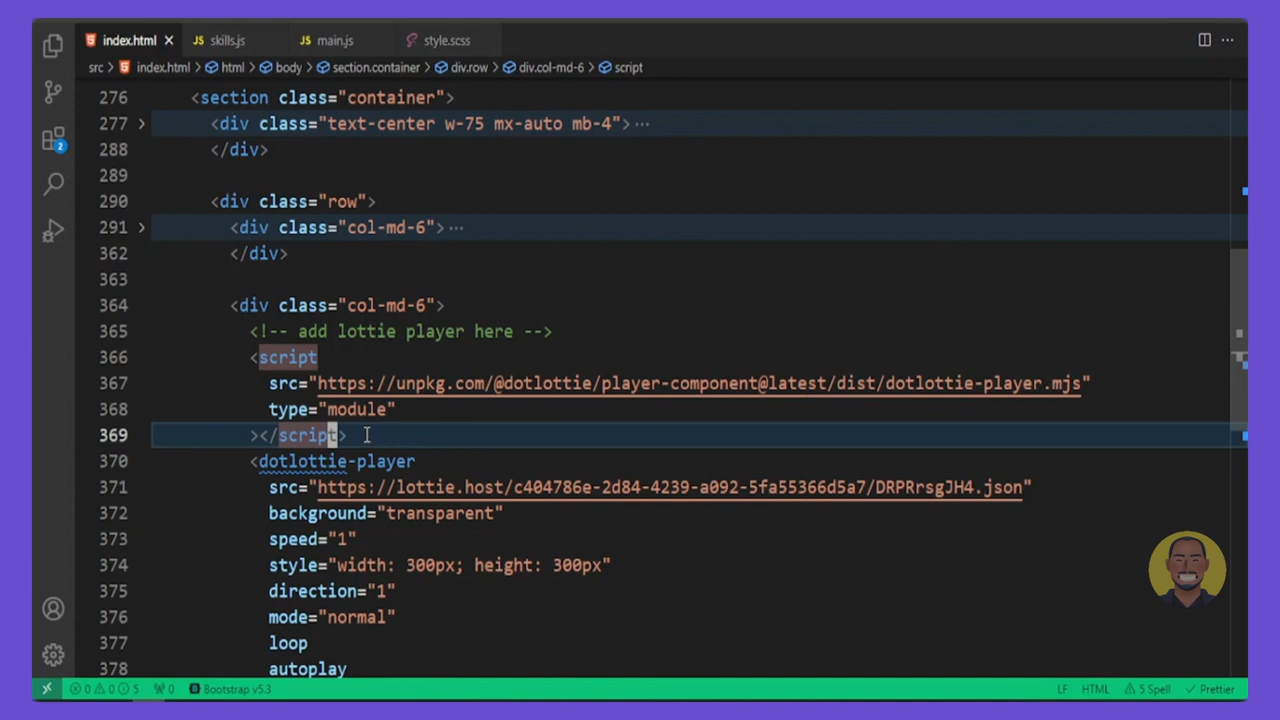 index.html
skills.js
main.js
style.scss
src > index.html > html > body > section.container > div.row > div.col-md-6 > script
276 <section class="container">
277 <div class="text-center w-75 mx-auto mb-4">···
288 </div>
289
290 <div class="row">
291 <div class="col-md-6">···
362 </div>
363
364 <div class="col-md-6">
365 <!-- add lottie player here -->
366 <script
367 src="https://unpkg.com/@dotlottie/player-component@latest/dist/dotlottie-player.mjs"
368 type="module"
369 ></script>
370 <dotlottie-player
371 src="https://lottie.host/c404786e-2d84-4239-a092-5fa55366d5a7/DRPRrsgJH4.json"
372 background="transparent"
373 speed="1"
374 style="width: 300px; height: 300px"
375 direction="1"
376 mode="normal"
377 loop
378 autoplay
2
0 0 5 0 Bootstrap v5.3 LF HTML 5 Spell Prettier